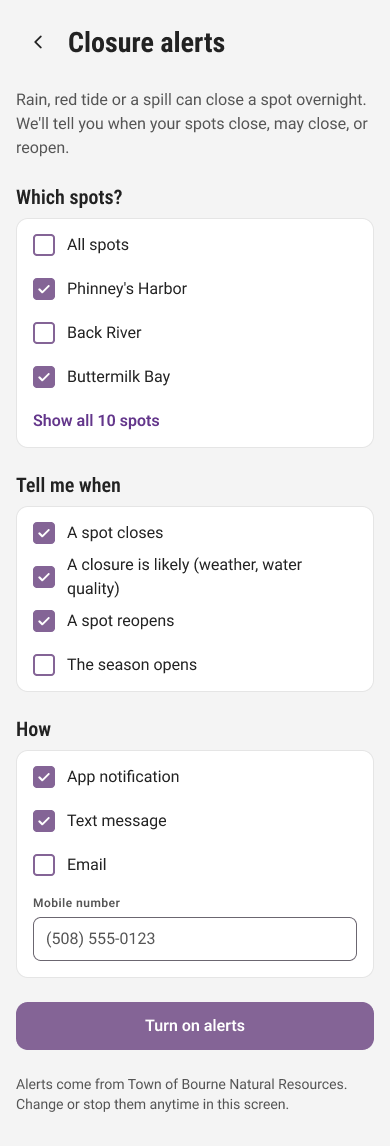 Closure alerts
Rain, red tide or a spill can close a spot overnight.
We'll tell you when your spots close, may close, or
reopen.
Which spots?
All spots
Phinney's Harbor
Back River
Buttermilk Bay
Show all 10 spots
Tell me when
A spot closes
A closure is likely (weather, water
quality)
A spot reopens
The season opens
How
App notification
Text message
Email
Mobile number
(508) 555-0123
Turn on alerts
Alerts come from Town of Bourne Natural Resources.
Change or stop them anytime in this screen.